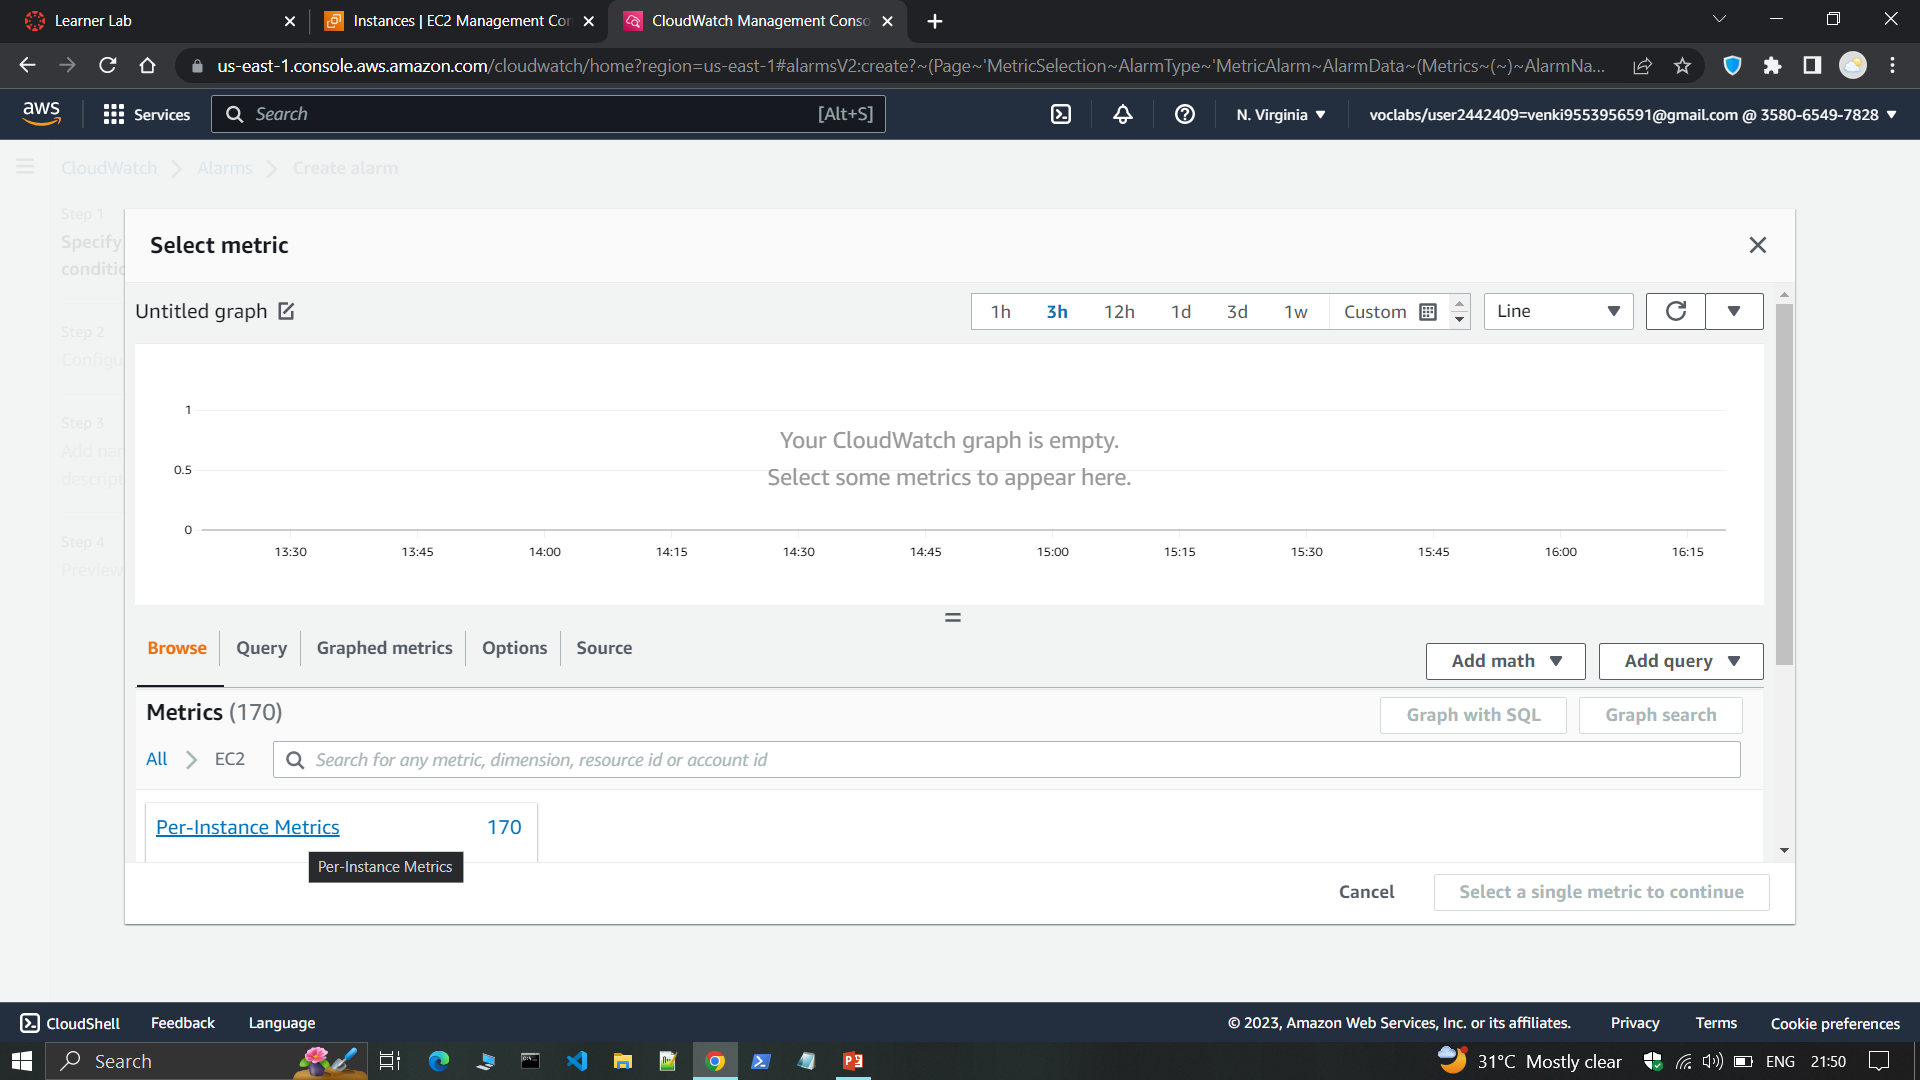 Learner Lab
Instances | EC2 Management Con
CloudWatch Management Conso
us-east-1.console.aws.amazon.com/cloudwatch/home?region=us-east-1#alarmsV2:create?~(Page~'MetricSelection~AlarmType~'MetricAlarm~AlarmData~(Metrics~(~)~AlarmNa...
aws
Services
Search
[Alt+S]
N. Virginia
voclabs/user2442409=venki9553956591@gmail.com @ 3580-6549-7828
CloudWatch
Alarms
Create alarm
Step 1
Specify
conditio
Step 2
Configu
Step 3
Add nam
descript
Step 4
Preview
Select metric
Untitled graph
1h
3h
12h
1d
3d
1w
Custom
Line
1
0.5
0
Your CloudWatch graph is empty.
Select some metrics to appear here.
13:30
13:45
14:00
14:15
14:30
14:45
15:00
15:15
15:30
15:45
16:00
16:15
Browse
Query
Graphed metrics
Options
Source
Add math
Add query
Metrics (170)
Graph with SQL
Graph search
All
EC2
Search for any metric, dimension, resource id or account id
Per-Instance Metrics
170
Per-Instance Metrics
Cancel
Select a single metric to continue
CloudShell
Feedback
Language
© 2023, Amazon Web Services, Inc. or its affiliates.
Privacy
Terms
Cookie preferences
Search
31°C Mostly clear
ENG
21:50